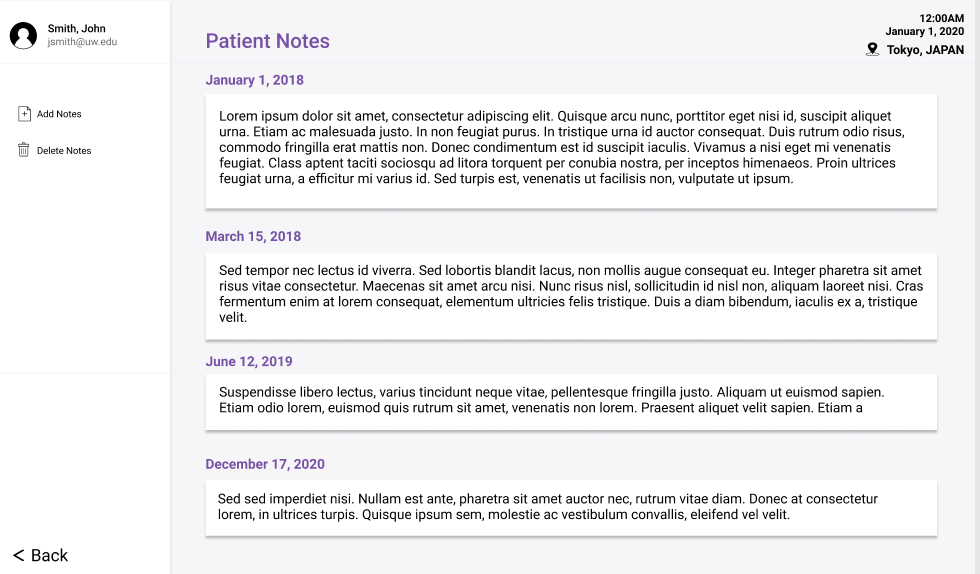 Smith, John
jsmith@uw.edu
Add Notes
Delete Notes
< Back
Patient Notes
12:00AM
January 1, 2020
Tokyo, JAPAN
January 1, 2018
Lorem ipsum dolor sit amet, consectetur adipiscing elit. Quisque arcu nunc, porttitor eget nisi id, suscipit aliquet
urna. Etiam ac malesuada justo. In non feugiat purus. In tristique urna id auctor consequat. Duis rutrum odio risus,
commodo fringilla erat mattis non. Donec condimentum est id suscipit iaculis. Vivamus a nisi eget mi venenatis
feugiat. Class aptent taciti sociosqu ad litora torquent per conubia nostra, per inceptos himenaeos. Proin ultrices
feugiat urna, a efficitur mi varius id. Sed turpis est, venenatis ut facilisis non, vulputate ut ipsum.
March 15, 2018
Sed tempor nec lectus id viverra. Sed lobortis blandit lacus, non mollis augue consequat eu. Integer pharetra sit amet
risus vitae consectetur. Maecenas sit amet arcu nisi. Nunc risus nisl, sollicitudin id nisl non, aliquam laoreet nisi. Cras
fermentum enim at lorem consequat, elementum ultricies felis tristique. Duis a diam bibendum, iaculis ex a, tristique
velit.
June 12, 2019
Suspendisse libero lectus, varius tincidunt neque vitae, pellentesque fringilla justo. Aliquam ut euismod sapien.
Etiam odio lorem, euismod quis rutrum sit amet, venenatis non lorem. Praesent aliquet velit sapien. Etiam a
December 17, 2020
Sed sed imperdiet nisi. Nullam est ante, pharetra sit amet auctor nec, rutrum vitae diam. Donec at consectetur
lorem, in ultrices turpis. Quisque ipsum sem, molestie ac vestibulum convallis, eleifend vel velit.